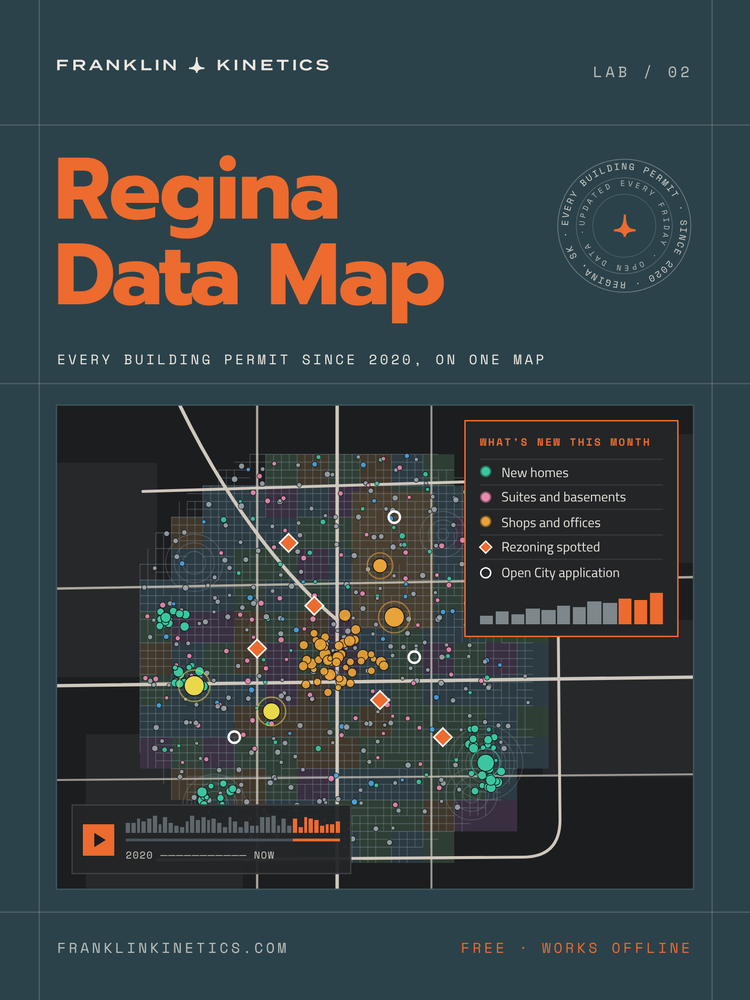 FRANKLIN KINETICS
LAB / 02
Regina
Data Map
EVERY BUILDING PERMIT · SINCE 2020 · REGINA, SK ·
UPDATED EVERY FRIDAY · OPEN DATA ·
EVERY BUILDING PERMIT SINCE 2020, ON ONE MAP
WHAT'S NEW THIS MONTH
New homes
Suites and basements
Shops and offices
Rezoning spotted
Open City application
2020 ——————————— NOW
FRANKLINKINETICS.COM
FREE · WORKS OFFLINE